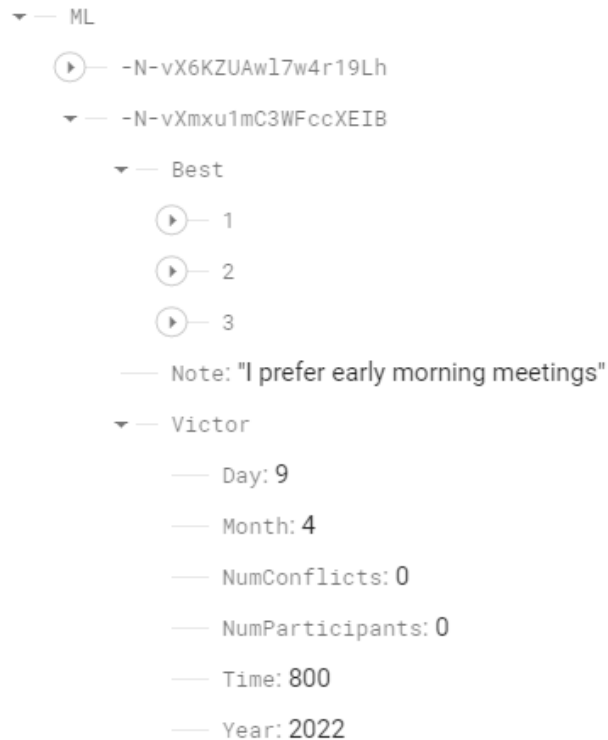 ML
-N-vX6KZUAwl7w4r19Lh
-N-vXmxu1mC3WFccXEIB
Best
1
2
3
Note: "I prefer early morning meetings"
Victor
Day: 9
Month: 4
NumConflicts: 0
NumParticipants: 0
Time: 800
Year: 2022